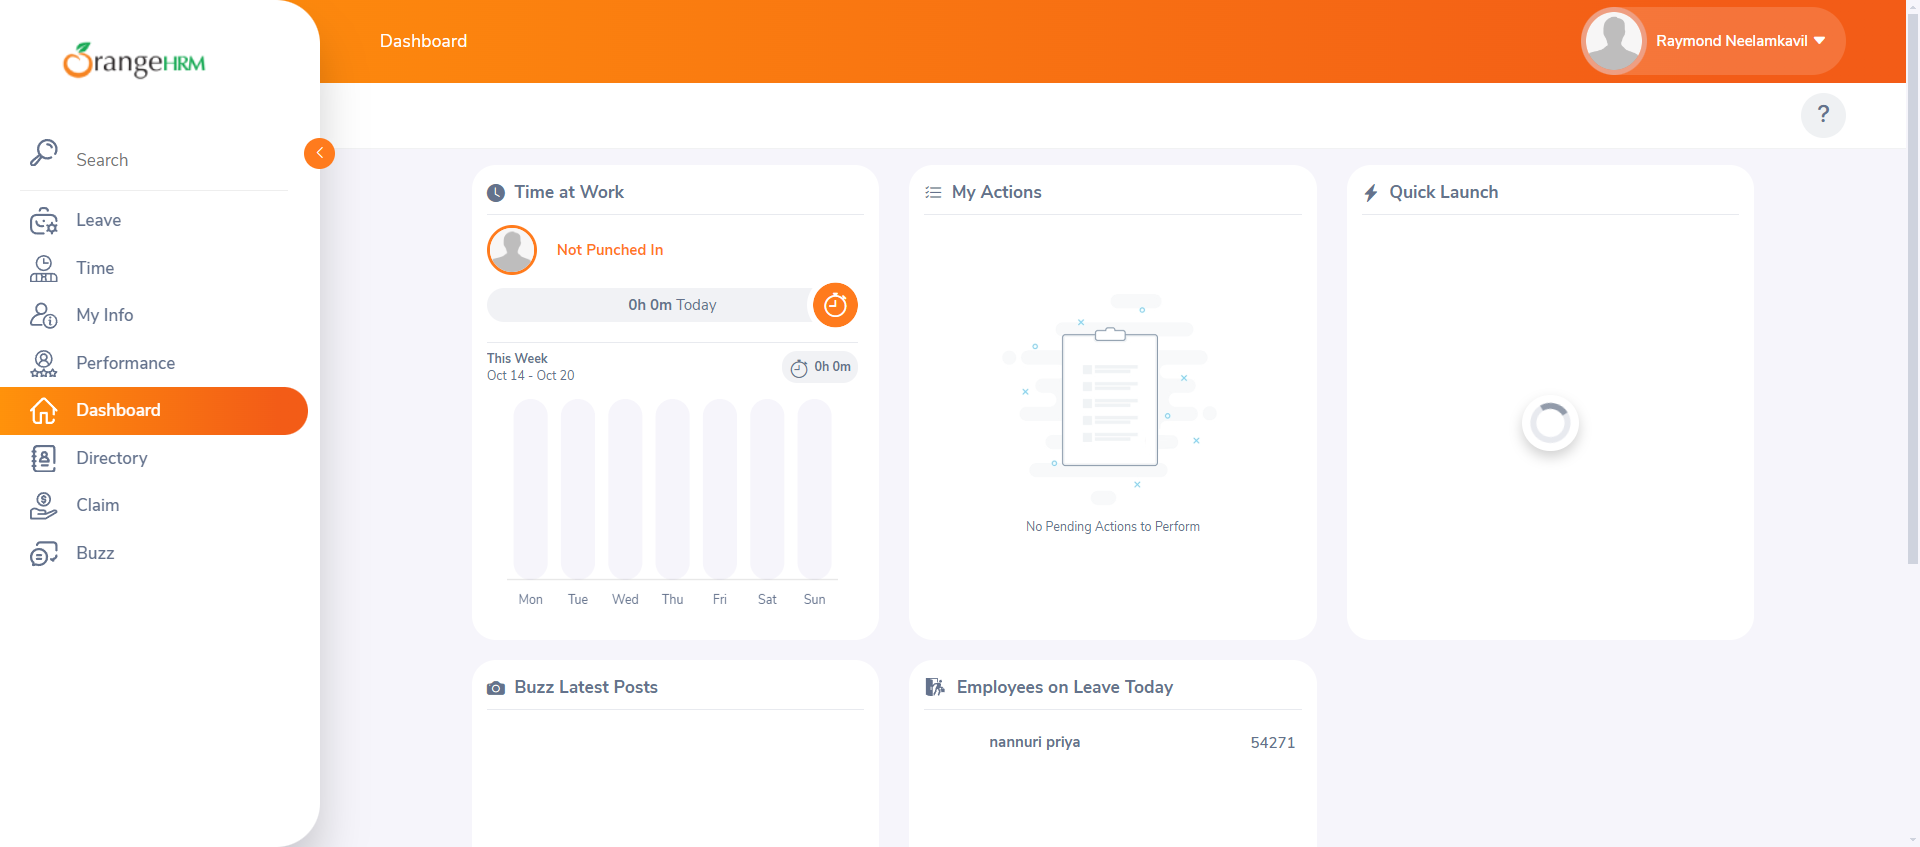 OrangeHRM
Dashboard
Raymond Neelamkavil
?
Search
Leave
Time
My Info
Performance
Dashboard
Directory
Claim
Buzz
Time at Work
Not Punched In
0h 0m Today
This Week
Oct 14 - Oct 20
0h 0m
Mon Tue Wed Thu Fri Sat Sun
My Actions
No Pending Actions to Perform
Quick Launch
Buzz Latest Posts
Employees on Leave Today
nannuri priya 54271